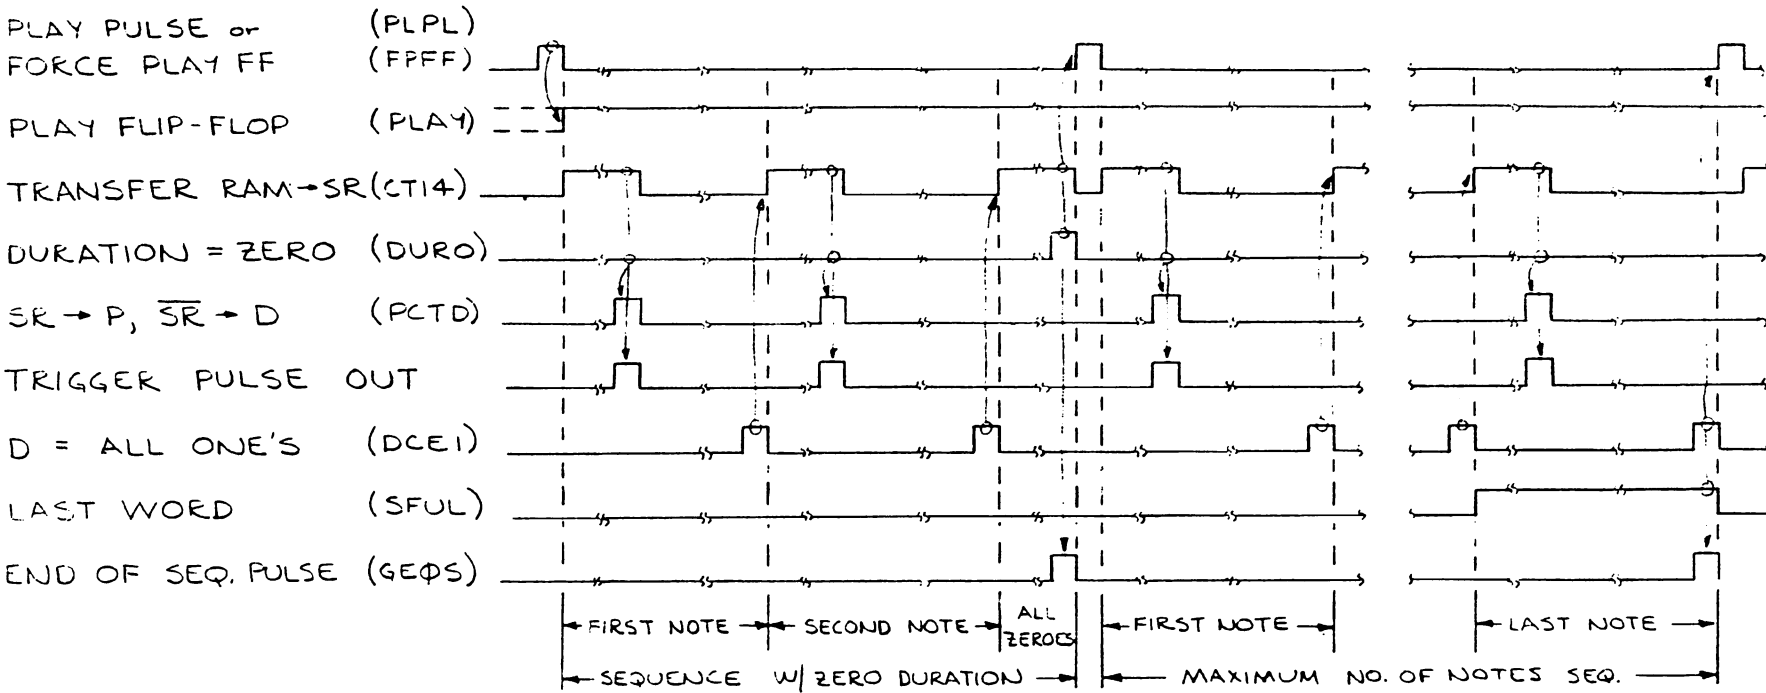 PLAY PULSE or (PLPL)
FORCE PLAY FF (FPFF)
PLAY FLIP-FLOP (PLAY)
TRANSFER RAM→SR (CT14)
DURATION = ZERO (DURO)
SR → P, S̅R̅ → D (PCTD)
TRIGGER PULSE OUT
D = ALL ONE'S (DCE1)
LAST WORD (SFUL)
END OF SEQ. PULSE (GEΦS)
FIRST NOTE SECOND NOTE ALL ZEROES FIRST NOTE LAST NOTE
SEQUENCE W/ ZERO DURATION MAXIMUM NO. OF NOTES SEQ.